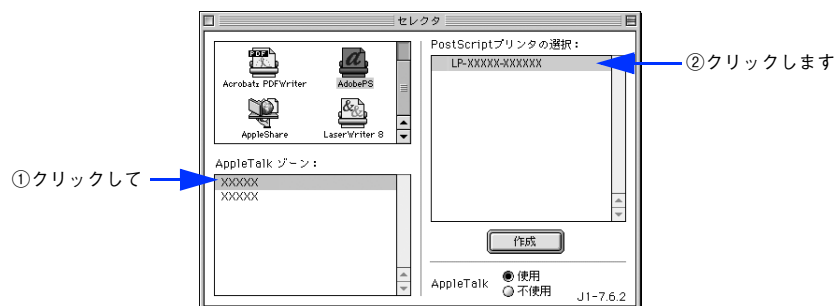 セレクタ
PostScriptプリンタの選択：
LP-XXXXX-XXXXXX
②クリックします
Acrobatz PDFWriter
AdobePS
AppleShare
LaserWriter 8
AppleTalk ゾーン：
①クリックして
XXXXX
XXXXX
作成
AppleTalk
使用
不使用
J1-7.6.2